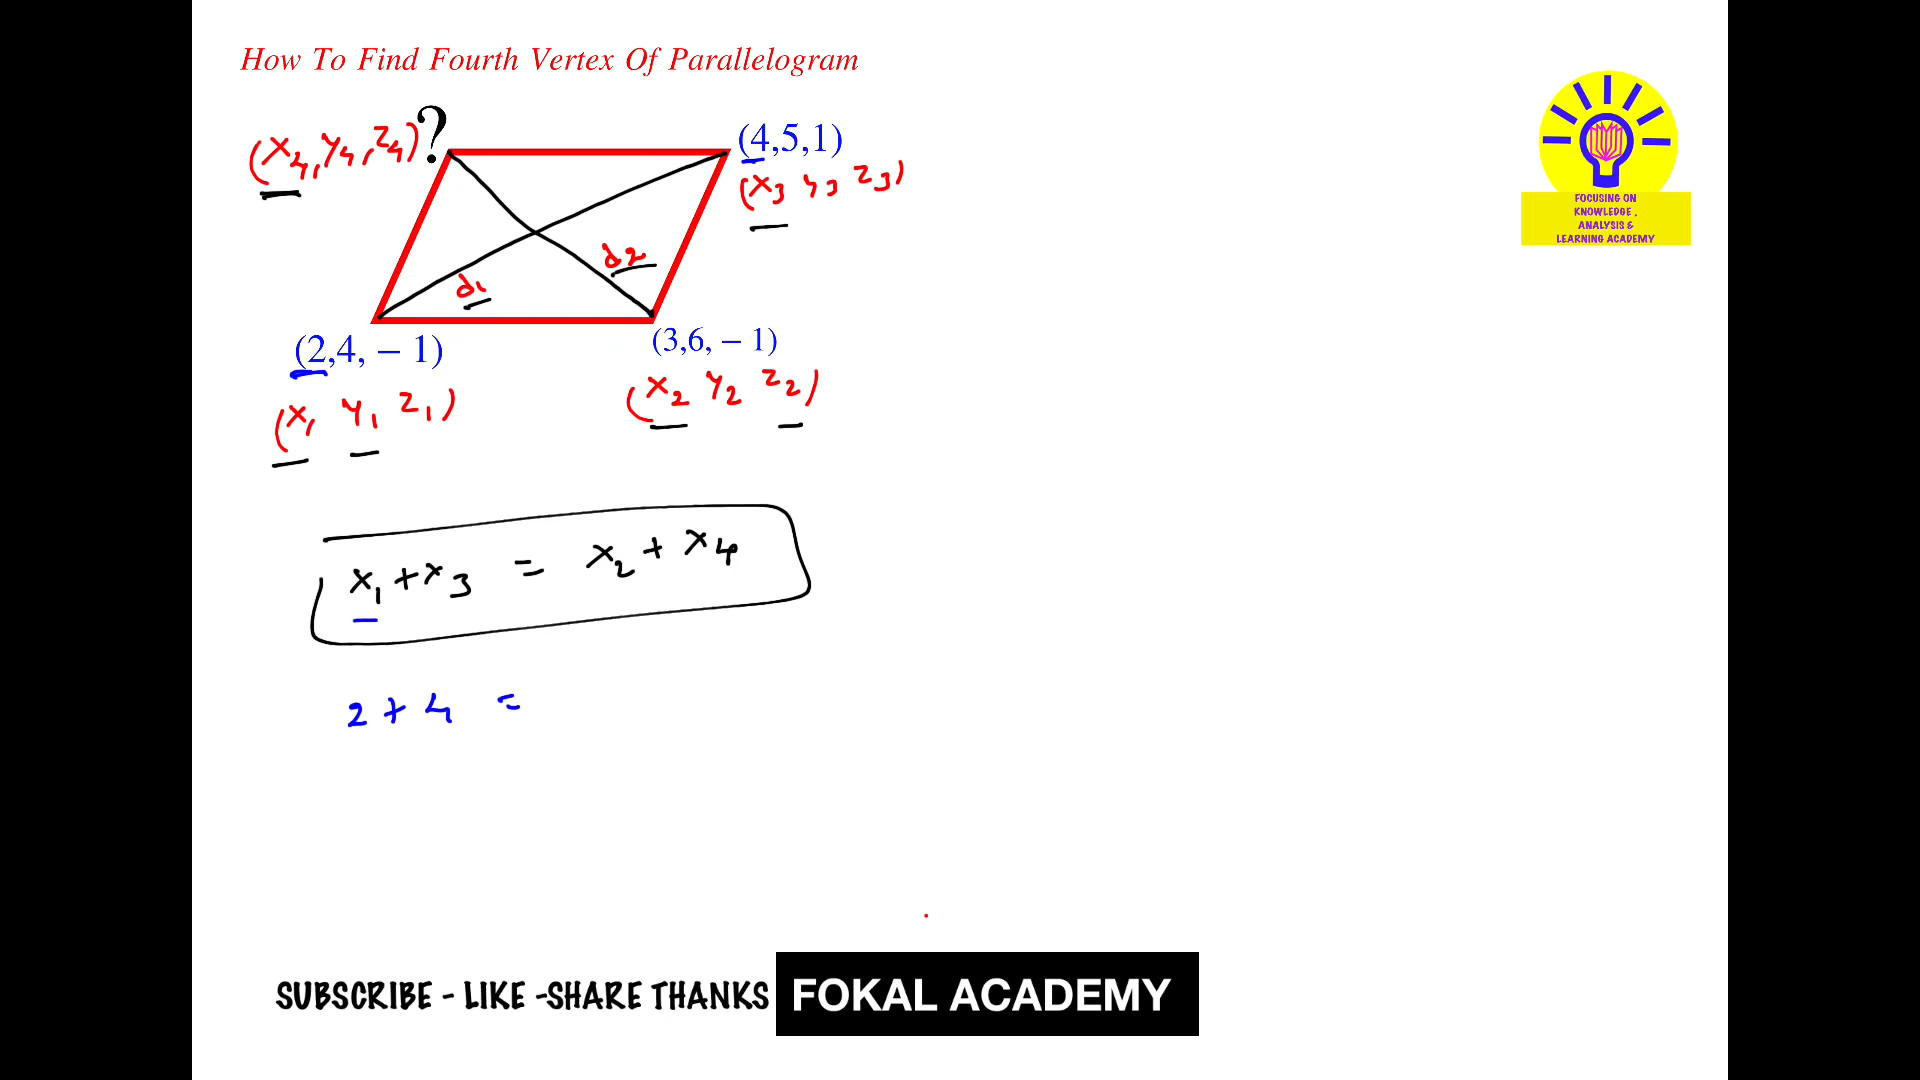 How To Find Fourth Vertex Of Parallelogram
(x4, y4, z4) ?
(4,5,1)
(x3 y3 z3)
d2
d1
(2,4, − 1)
(3,6, − 1)
(x1 y1 z1)
(x2 y2 z2)
x1 + x3 = x2 + x4
2 + 4 =
FOCUSING ON
KNOWLEDGE ,
ANALYSIS &
LEARNING ACADEMY
SUBSCRIBE - LIKE -SHARE THANKS
FOKAL ACADEMY